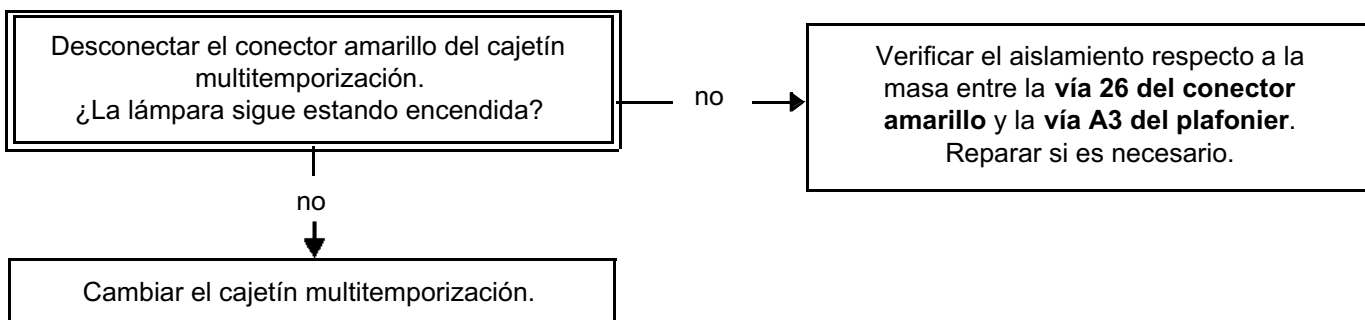 Desconectar el conector amarillo del cajetín
multitemporización.
¿La lámpara sigue estando encendida?
no
Verificar el aislamiento respecto a la
masa entre la vía 26 del conector
amarillo y la vía A3 del plafonier.
Reparar si es necesario.
no
Cambiar el cajetín multitemporización.